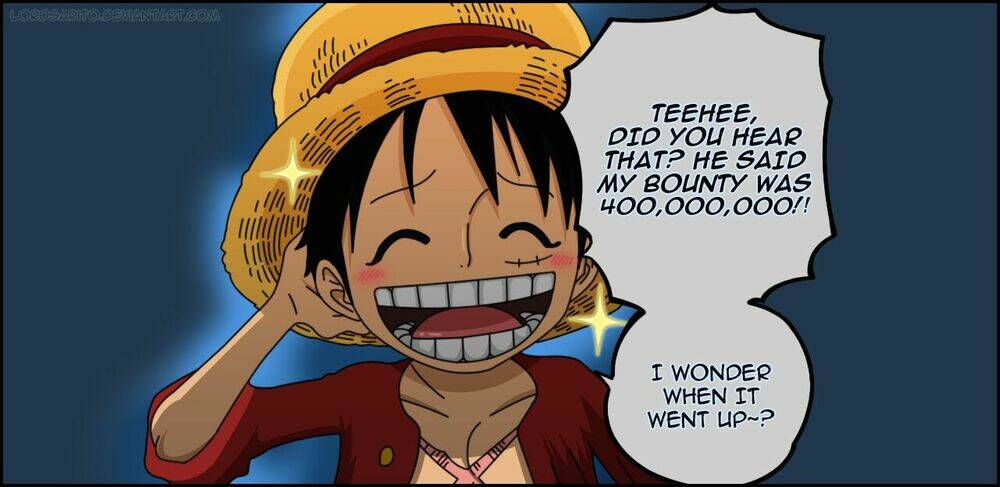 LORDSARITO.DEVIANTART.COM
TEEHEE,
DID YOU HEAR
THAT? HE SAID
MY BOUNTY WAS
400,000,000!!
I WONDER
WHEN IT
WENT UP~?